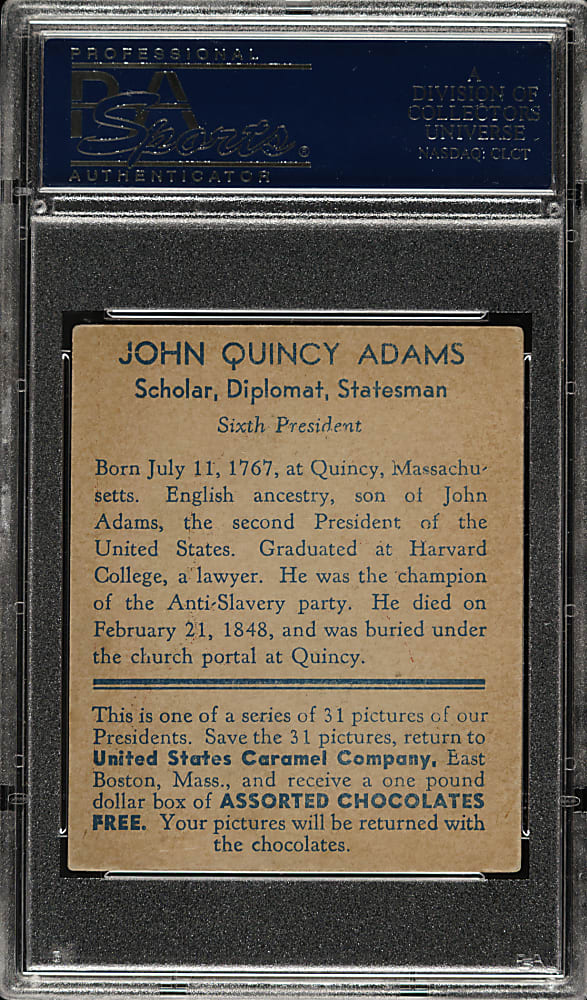 PROFESSIONAL
PSA
Sports
AUTHENTICATOR
A
DIVISION OF
COLLECTORS
UNIVERSE
NASDAQ: CLCT
JOHN QUINCY ADAMS
Scholar, Diplomat, Statesman
Sixth President
Born July 11, 1767, at Quincy, Massachu-
setts. English ancestry, son of John
Adams, the second President of the
United States. Graduated at Harvard
College, a lawyer. He was the champion
of the Anti-Slavery party. He died on
February 21, 1848, and was buried under
the church portal at Quincy.
This is one of a series of 31 pictures of our
Presidents. Save the 31 pictures, return to
United States Caramel Company, East
Boston, Mass., and receive a one pound
dollar box of ASSORTED CHOCOLATES
FREE. Your pictures will be returned with
the chocolates.
PSA